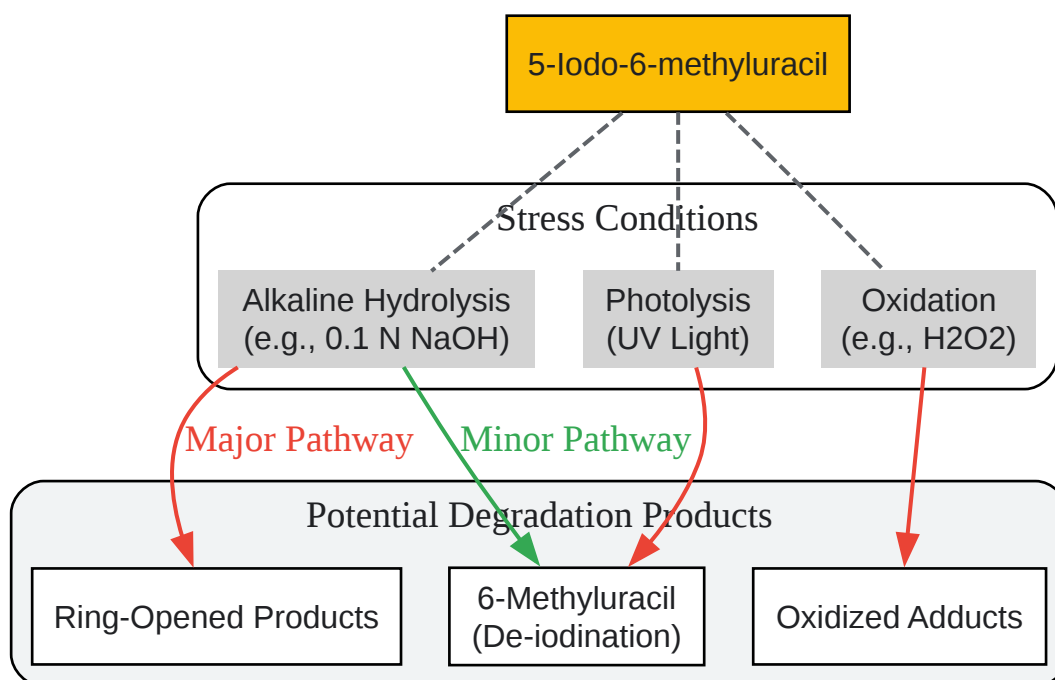 5-Iodo-6-methyluracil
Stress Conditions
Alkaline Hydrolysis
(e.g., 0.1 N NaOH)
Photolysis
(UV Light)
Oxidation
(e.g., H2O2)
Major Pathway
Minor Pathway
Potential Degradation Products
Ring-Opened Products
6-Methyluracil
(De-iodination)
Oxidized Adducts